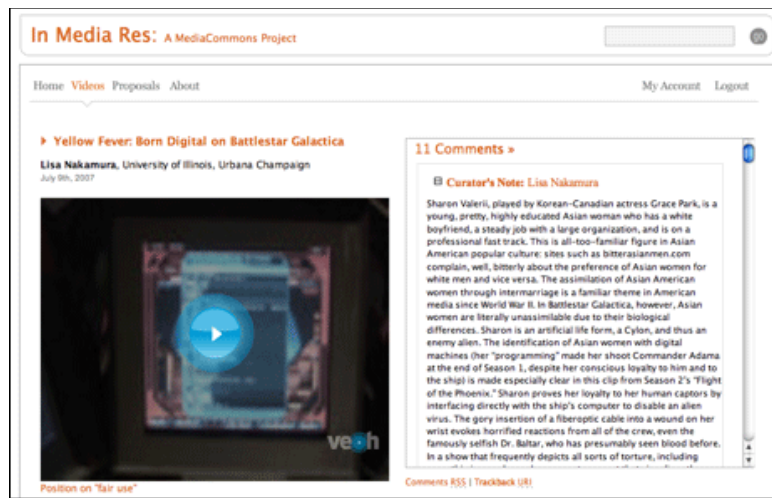 In Media Res: A MediaCommons Project
go
Home Videos Proposals About
My Account Logout
Yellow Fever: Born Digital on Battlestar Galactica
Lisa Nakamura, University of Illinois, Urbana Champaign
July 9th, 2007
veoh
Position on "fair use"
11 Comments »
Curator's Note: Lisa Nakamura
Sharon Valerii, played by Korean-Canadian actress Grace Park, is a
young, pretty, highly educated Asian woman who has a white
boyfriend, a steady job with a large organization, and is on a
professional fast track. This is all-too-familiar figure in Asian
American popular culture: sites such as bitterasianmen.com
complain, well, bitterly about the preference of Asian women for
white men and vice versa. The assimilation of Asian American
women through intermarriage is a familiar theme in American
media since World War II. In Battlestar Galactica, however, Asian
women are literally unassimilable due to their biological
differences. Sharon is an artificial life form, a Cylon, and thus an
enemy alien. The identification of Asian women with digital
machines (her "programming" made her shoot Commander Adama
at the end of Season 1, despite her conscious loyalty to him and to
the ship) is made especially clear in this clip from Season 2's "Flight
of the Phoenix." Sharon proves her loyalty to her human captors by
interfacing directly with the ship's computer to disable an alien
virus. The gory insertion of a fiberoptic cable into a wound on her
wrist evokes horrified reactions from all of the crew, even the
famously selfish Dr. Baltar, who has presumably seen blood before.
In a show that frequently depicts all sorts of torture, including
Comments RSS | Trackback URI